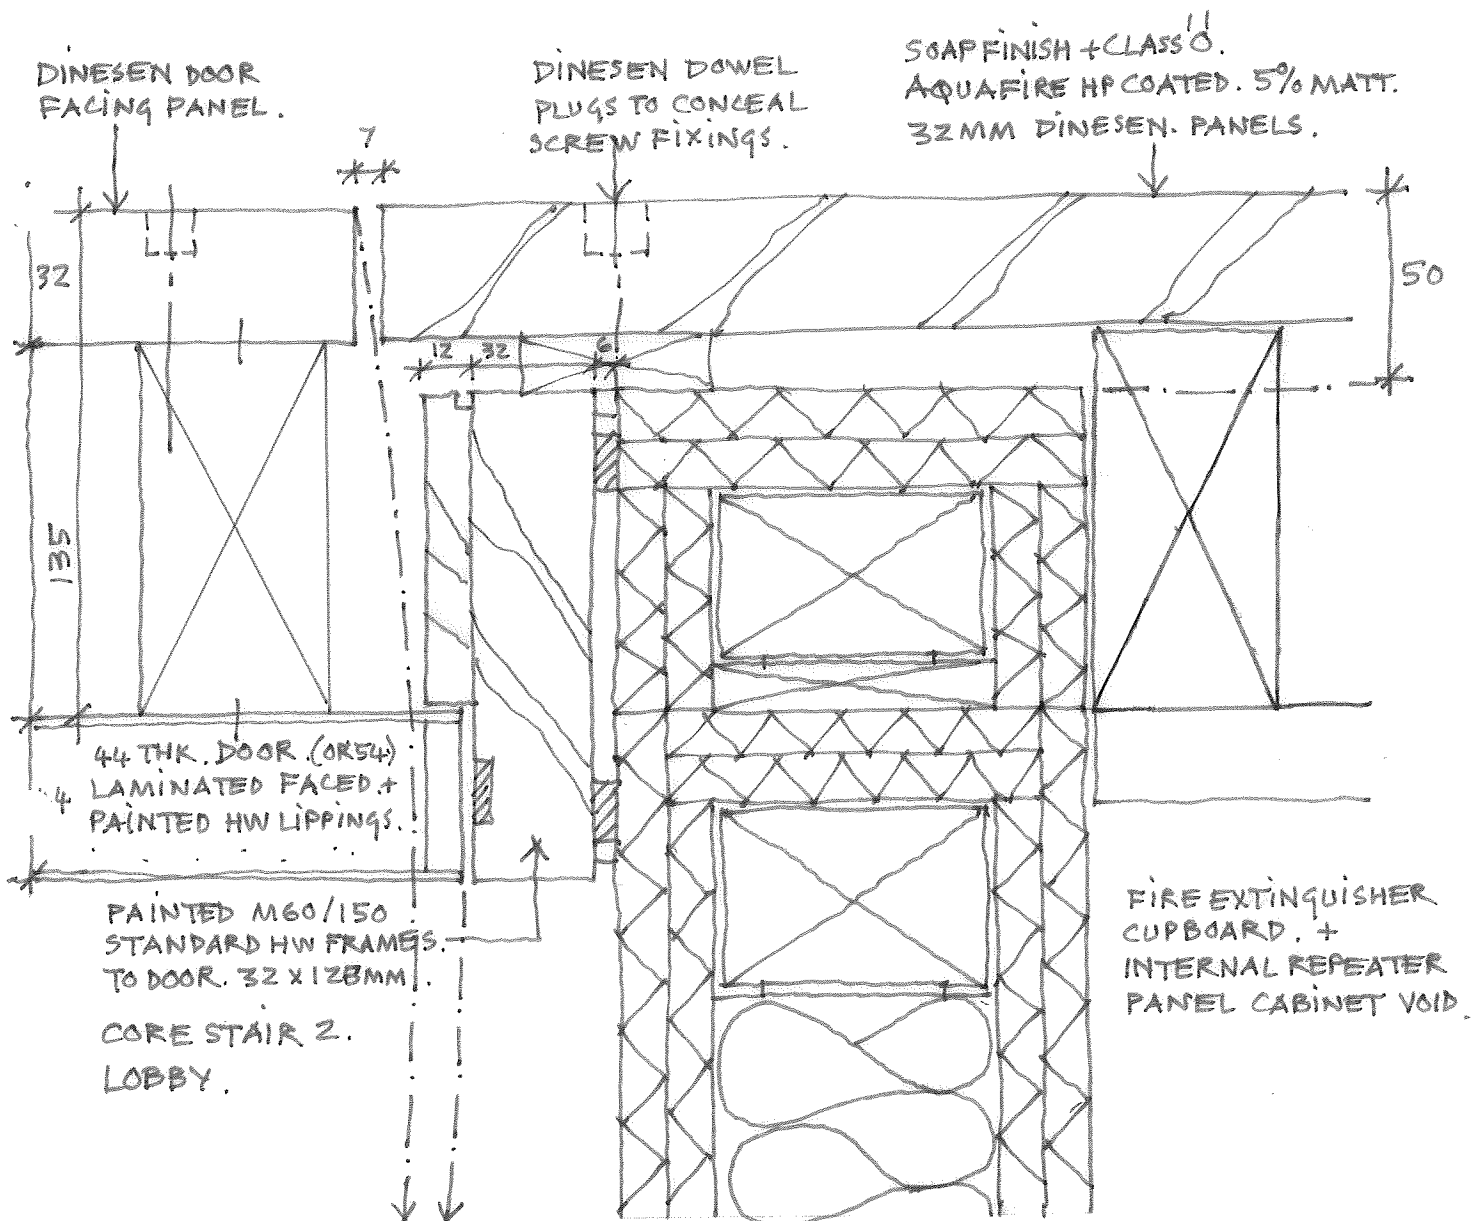 DINESEN DOOR
FACING PANEL.
7
DINESEN DOWEL
PLUGS TO CONCEAL
SCREW FIXINGS.
SOAP FINISH + CLASS 'O'.
AQUAFIRE HP COATED. 5% MATT.
32MM DINESEN. PANELS.
32
50
12
32
6
135
44 THK. DOOR. (OR54)
LAMINATED FACED +
PAINTED HW LIPPINGS.
4
PAINTED M60/150
STANDARD HW FRAMES.
TO DOOR. 32 X 128MM.
CORE STAIR 2.
LOBBY.
FIRE EXTINGUISHER
CUPBOARD. +
INTERNAL REPEATER
PANEL CABINET VOID.